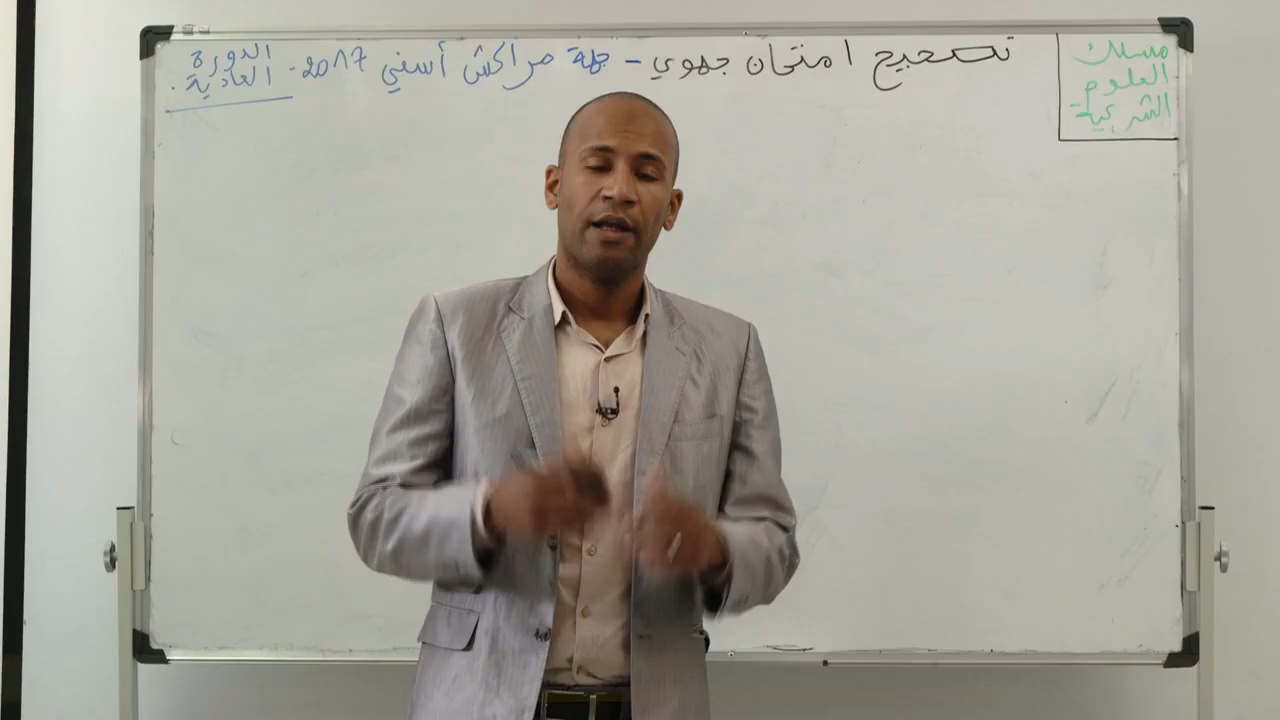 مسلك
العلوم
الشرعية
تصحيح امتحان جهوي - جهة مراكش أسفي 2017.
الدورة
العادية.